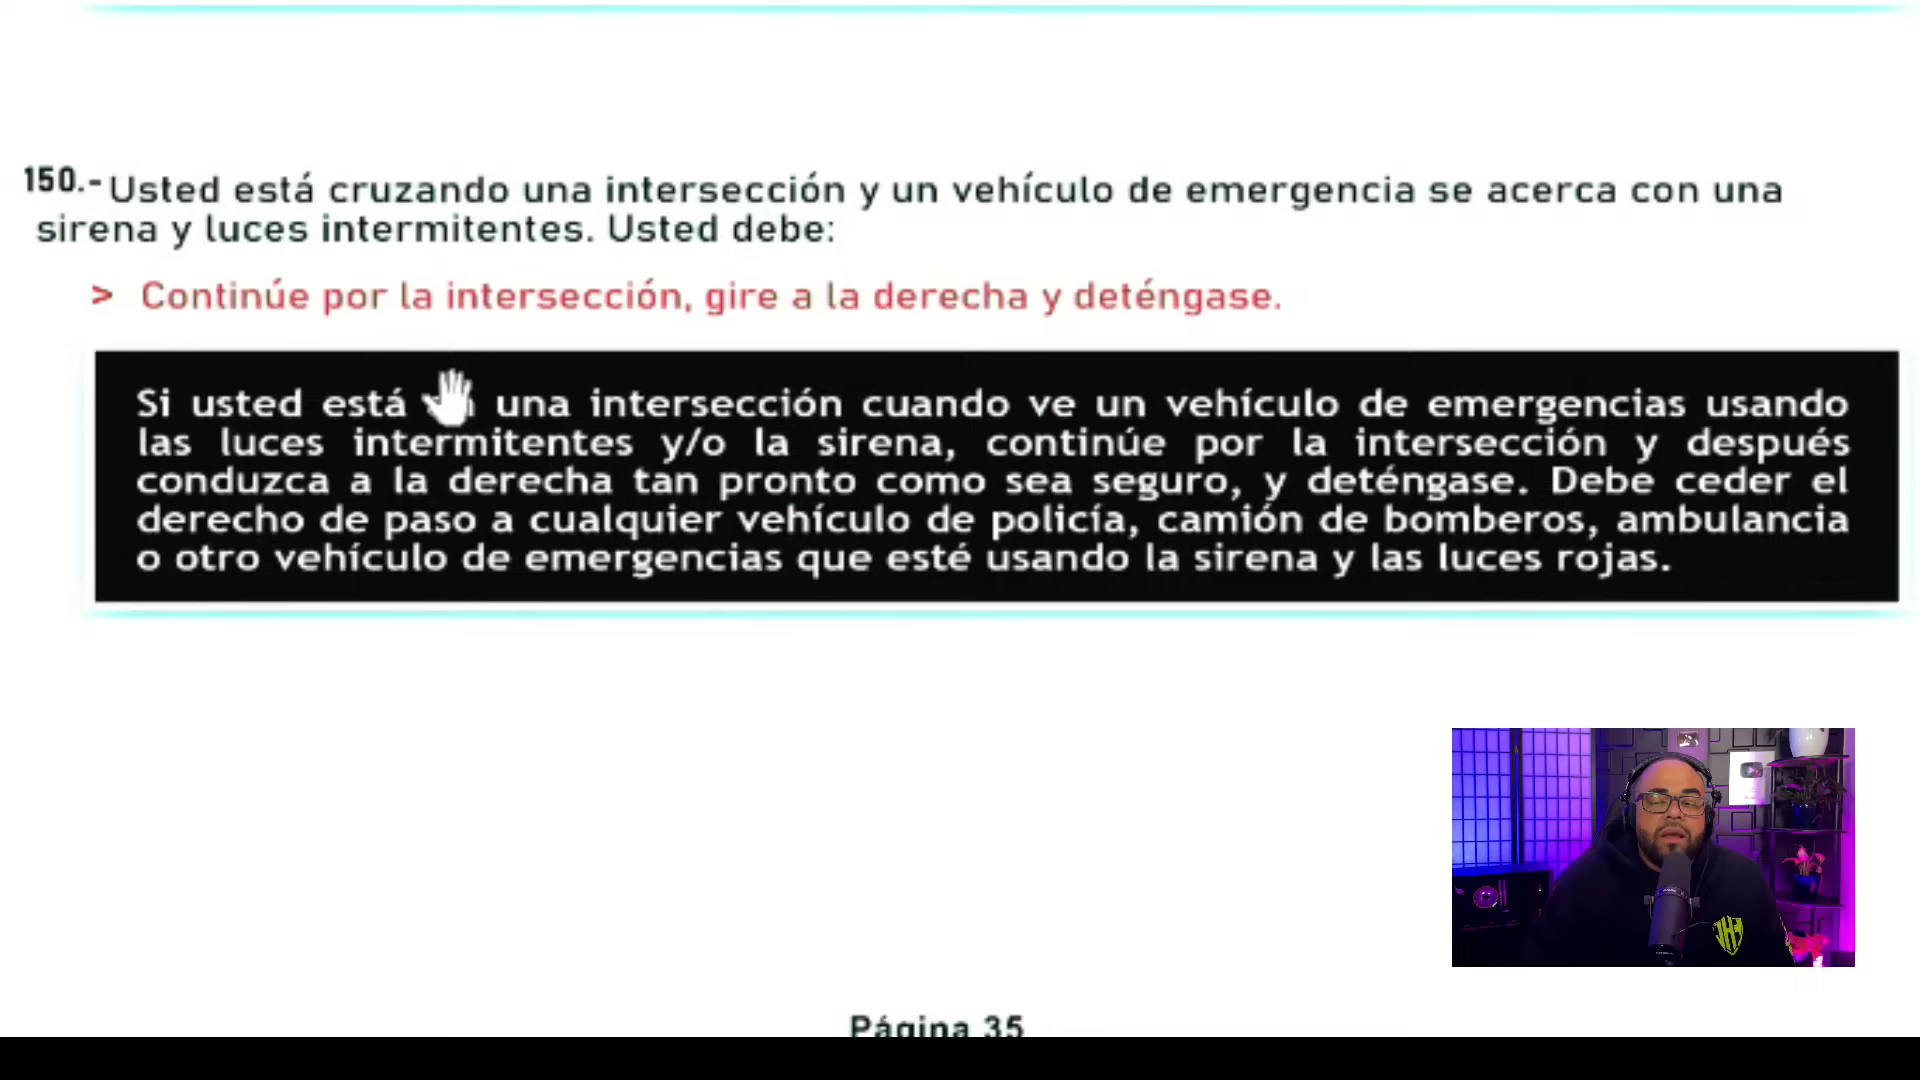 150.- Usted está cruzando una intersección y un vehículo de emergencia se acerca con una
sirena y luces intermitentes. Usted debe:
> Continúe por la intersección, gire a la derecha y deténgase.
Si usted está una intersección cuando ve un vehículo de emergencias usando
las luces intermitentes y/o la sirena, continúe por la intersección y después
conduzca a la derecha tan pronto como sea seguro, y deténgase. Debe ceder el
derecho de paso a cualquier vehículo de policía, camión de bomberos, ambulancia
o otro vehículo de emergencias que esté usando la sirena y las luces rojas.
Página 35